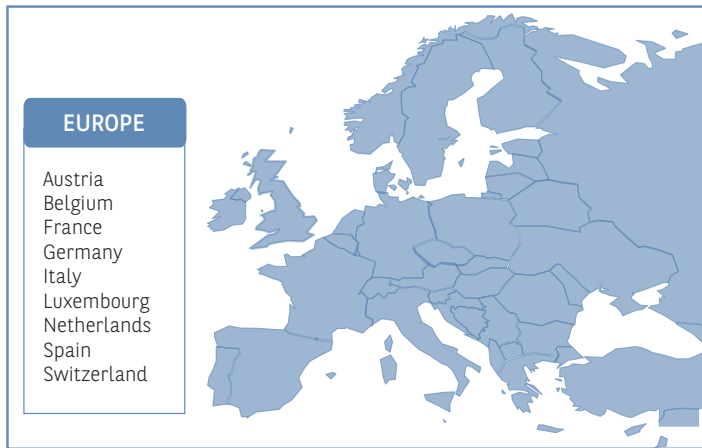 EUROPE
Austria
Belgium
France
Germany
Italy
Luxembourg
Netherlands
Spain
Switzerland